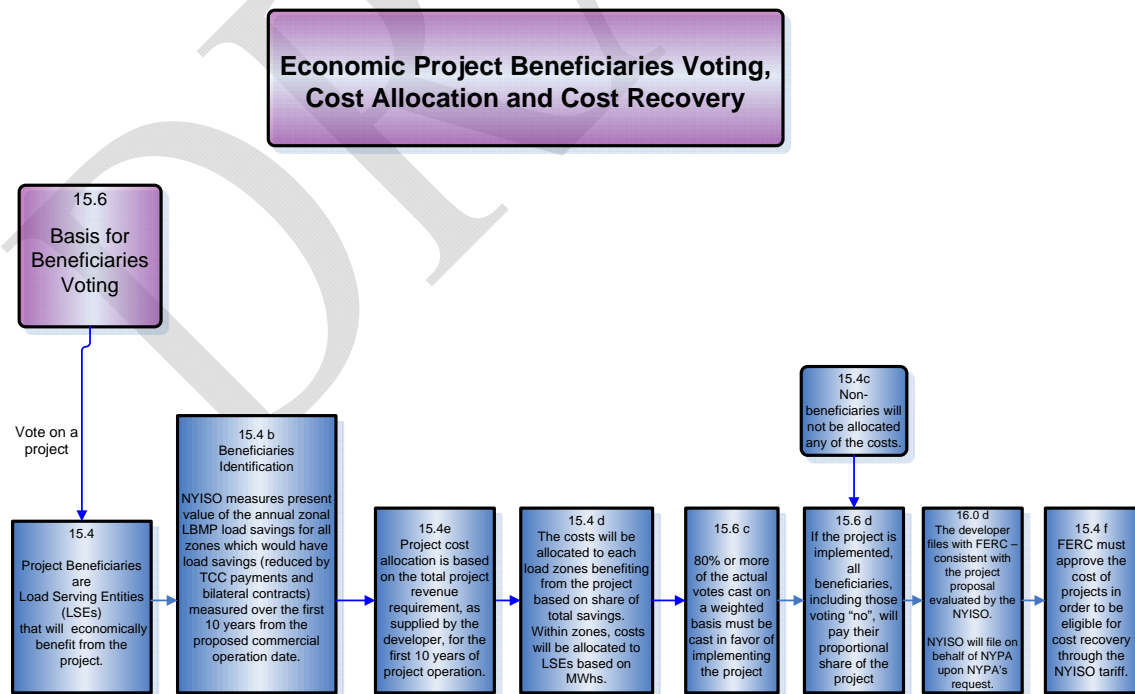 Economic Project Beneficiaries Voting,
Cost Allocation and Cost Recovery
15.6
Basis for
Beneficiaries
Voting
Vote on a
project
15.4
Project Beneficiaries
are
Load Serving Entities
(LSEs)
that will economically
benefit from the
project.
15.4 b
Beneficiaries
Identification
NYISO measures present
value of the annual zonal
LBMP load savings for all
zones which would have
load savings (reduced by
TCC payments and
bilateral contracts)
measured over the first
10 years from the
proposed commercial
operation date.
15.4e
Project cost
allocation is based
on the total project
revenue
requirement, as
supplied by the
developer, for the
first 10 years of
project operation.
15.4 d
The costs will be
allocated to each
load zones benefiting
from the project
based on share of
total savings.
Within zones, costs
will be allocated to
LSEs based on
MWhs.
15.6 c
80% or more
of the actual
votes cast on
a weighted
basis must be
cast in favor of
implementing
the project
15.4c
Non-
beneficiaries will
not be allocated
any of the costs.
15.6 d
If the project is
implemented,
all
beneficiaries,
including those
voting “no”, will
pay their
proportional
share of the
project
16.0 d
The developer
files with FERC –
consistent with
the project
proposal
evaluated by the
NYISO.
NYISO will file on
behalf of NYPA
upon NYPA’s
request.
15.4 f
FERC must
approve the
cost of
projects in
order to be
eligible for
cost recovery
through the
NYISO tariff.